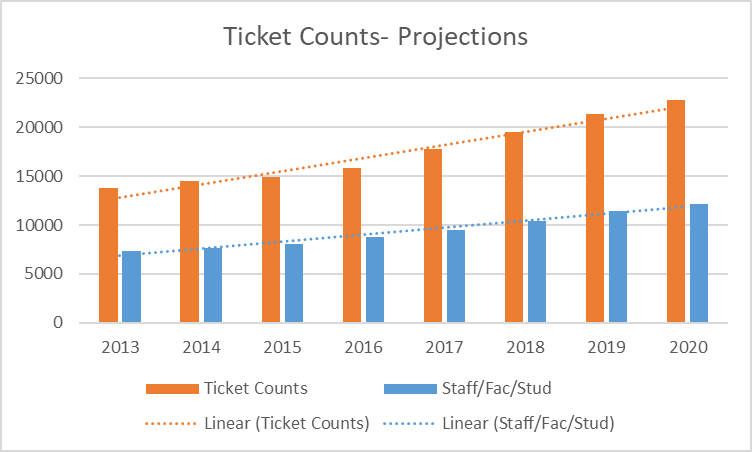 Ticket Counts- Projections
25000
20000
15000
10000
5000
0
2013 2014 2015 2016 2017 2018 2019 2020
Ticket Counts Staff/Fac/Stud
Linear (Ticket Counts) Linear (Staff/Fac/Stud)